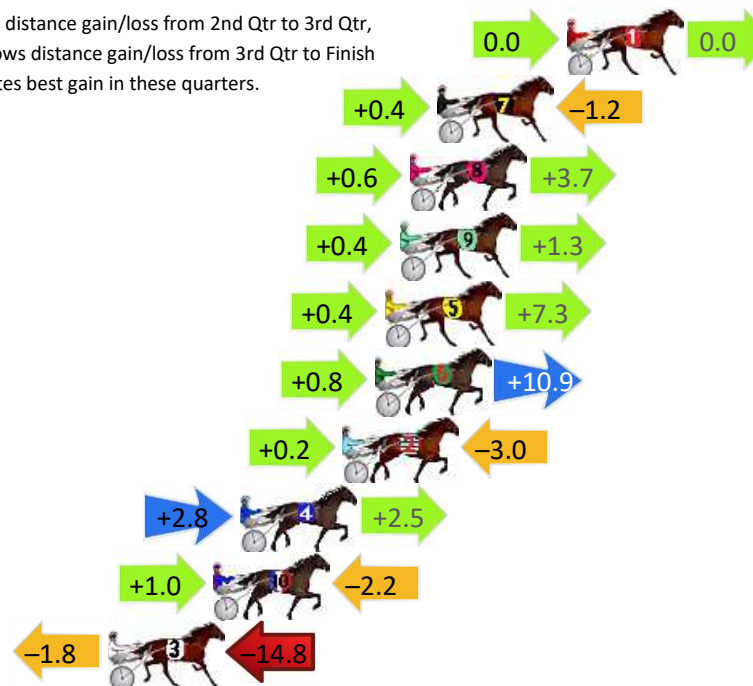 distance gain/loss from 2nd Qtr to 3rd Qtr,
ows distance gain/loss from 3rd Qtr to Finish
tes best gain in these quarters.
0.0 1 0.0
+0.4 7 –1.2
+0.6 8 +3.7
+0.4 9 +1.3
+0.4 5 +7.3
+0.8 6 +10.9
+0.2 2 –3.0
+2.8 4 +2.5
+1.0 10 –2.2
–1.8 3 –14.8